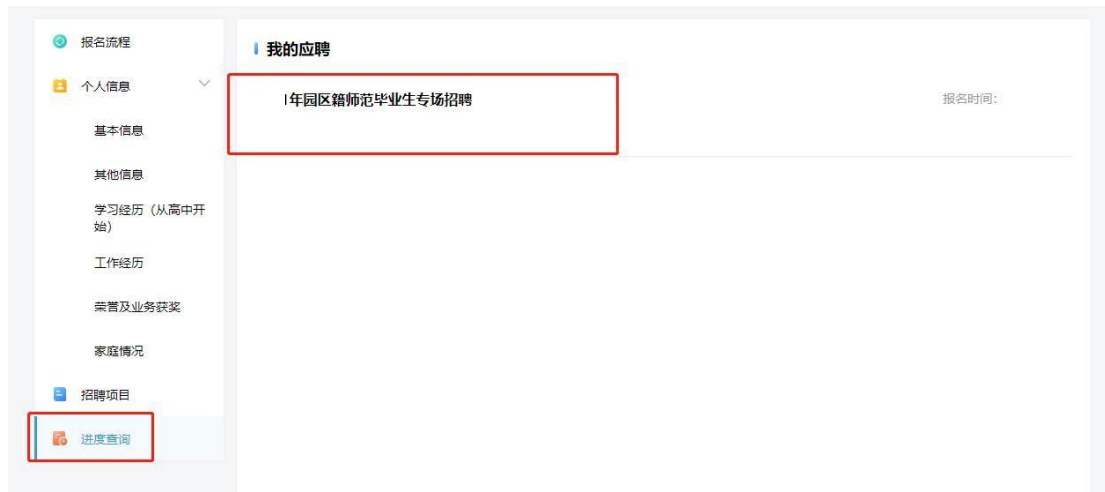 报名流程
个人信息
基本信息
其他信息
学习经历（从高中开
始）
工作经历
荣誉及业务获奖
家庭情况
招聘项目
进度查询
我的应聘
年园区籍师范毕业生专场招聘
报名时间：